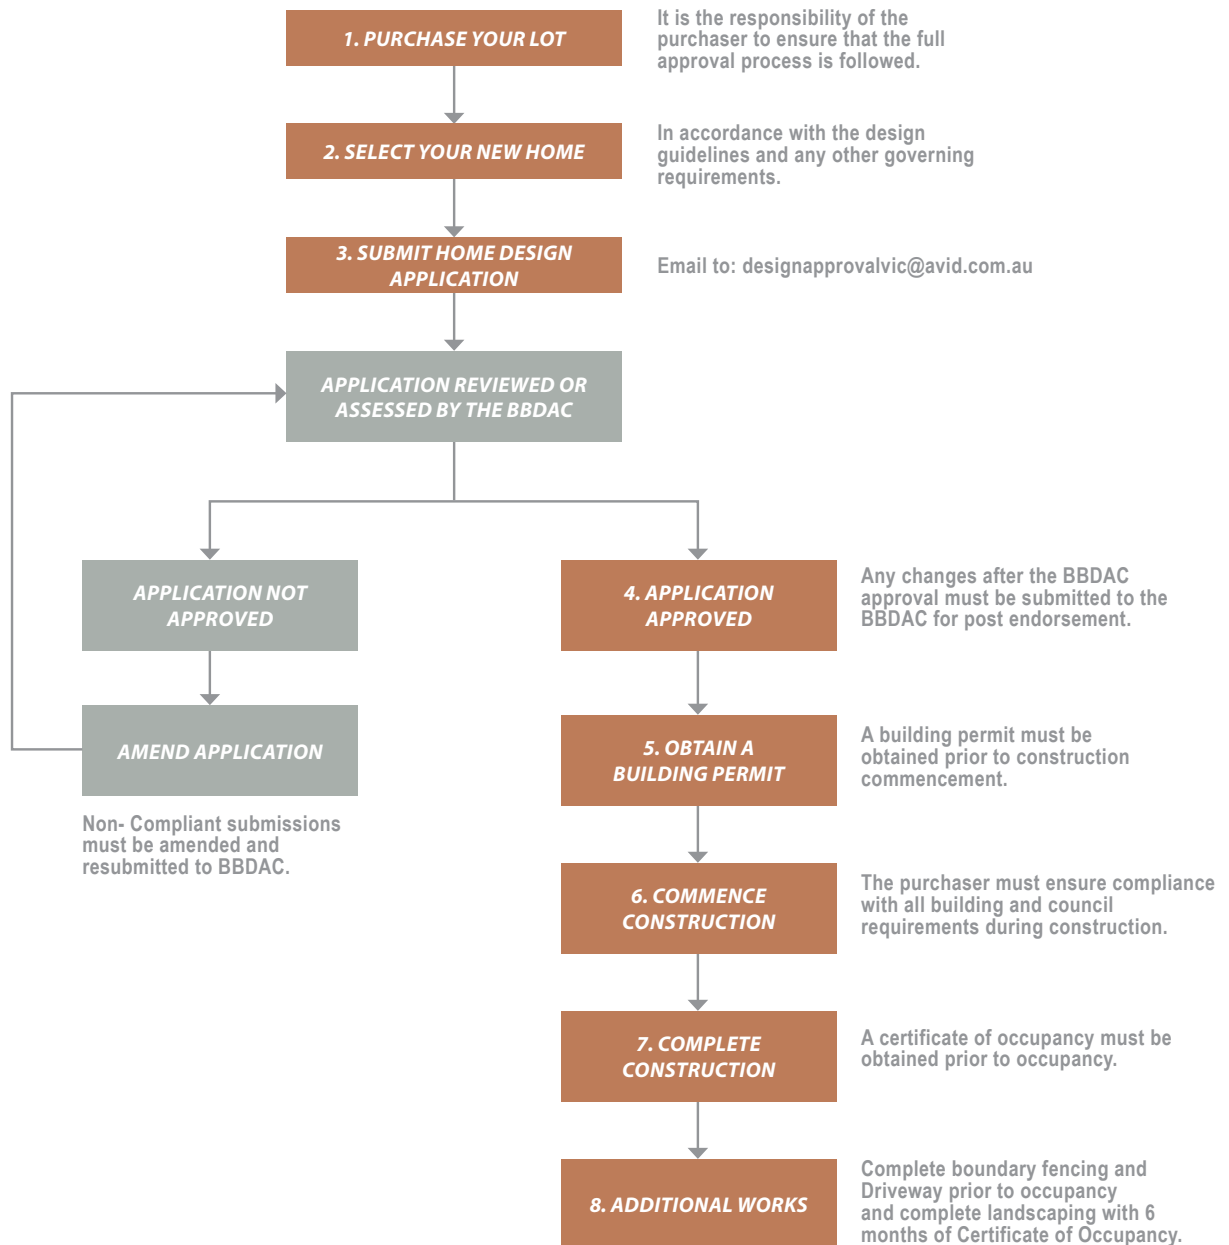 1. PURCHASE YOUR LOT
It is the responsibility of the
purchaser to ensure that the full
approval process is followed.
2. SELECT YOUR NEW HOME
In accordance with the design
guidelines and any other governing
requirements.
3. SUBMIT HOME DESIGN
APPLICATION
Email to: designapprovalvic@avid.com.au
APPLICATION REVIEWED OR
ASSESSED BY THE BBDAC
APPLICATION NOT
APPROVED
AMEND APPLICATION
Non- Compliant submissions
must be amended and
resubmitted to BBDAC.
4. APPLICATION
APPROVED
Any changes after the BBDAC
approval must be submitted to the
BBDAC for post endorsement.
5. OBTAIN A
BUILDING PERMIT
A building permit must be
obtained prior to construction
commencement.
6. COMMENCE
CONSTRUCTION
The purchaser must ensure compliance
with all building and council
requirements during construction.
7. COMPLETE
CONSTRUCTION
A certificate of occupancy must be
obtained prior to occupancy.
8. ADDITIONAL WORKS
Complete boundary fencing and
Driveway prior to occupancy
and complete landscaping with 6
months of Certificate of Occupancy.